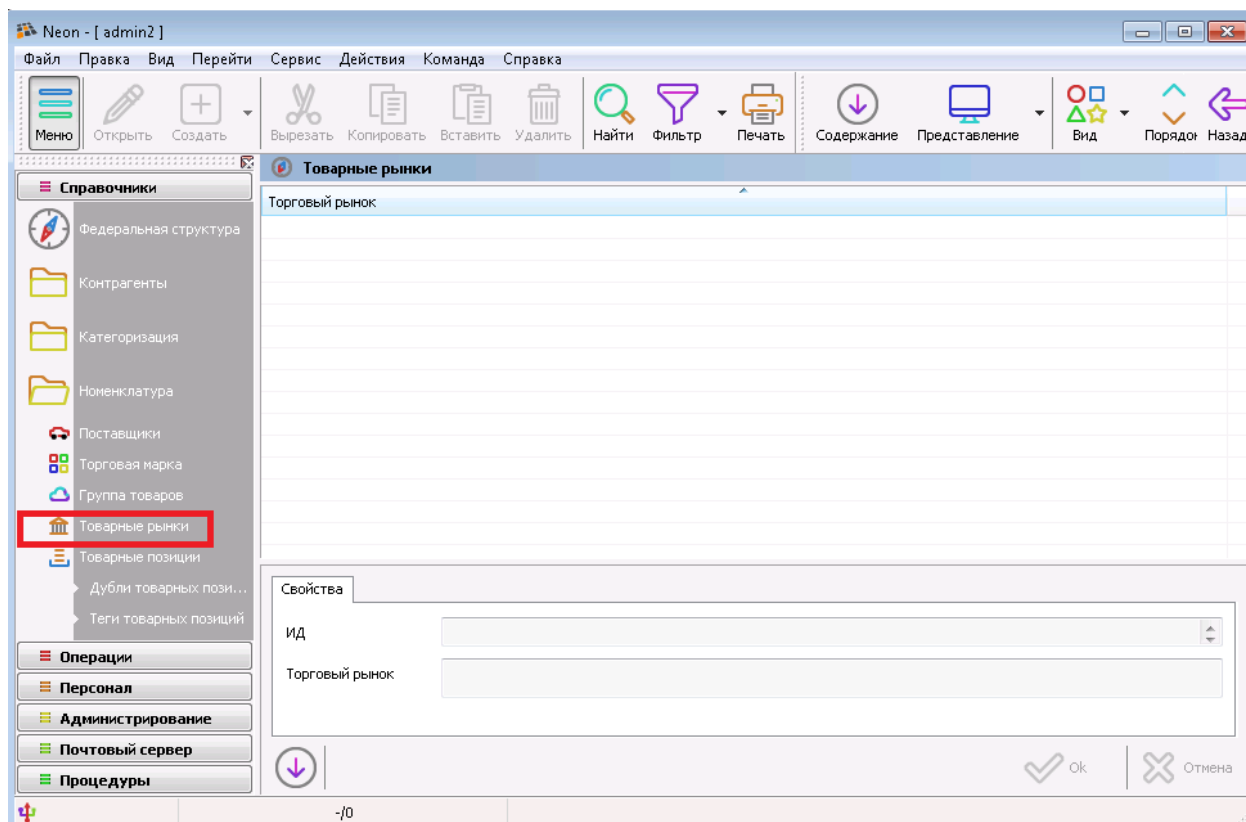 Neon - [ admin2 ]
Файл Правка Вид Перейти Сервис Действия Команда Справка
Меню Открыть Создать Вырезать Копировать Вставить Удалить Найти Фильтр Печать Содержание Представление Вид Порядок Назад
Товарные рынки
Справочники
Торговый рынок
Федеральная структура
Контрагенты
Категоризация
Номенклатура
Поставщики
Торговая марка
Группа товаров
Товарные рынки
Товарные позиции
Дубли товарных пози...
Теги товарных позиций
Операции
Персонал
Администрирование
Почтовый сервер
Процедуры
Свойства
ИД
Торговый рынок
Ok Отмена
-/0